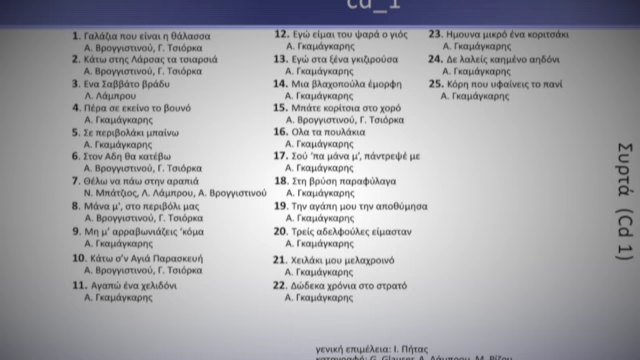 cd_1
1. Γαλάζια που είναι η θάλασσα
Α. Βρογγιστινού, Γ. Τσιόρκα
2. Κάτω στης Λάρσας τα τσιαρσιά
Α. Βρογγιστινού, Γ. Τσιόρκα
3. Ενα Σαββάτο βράδυ
Λ. Λάμπρου
4. Πέρα σε εκείνο το βουνό
Α. Γκαμάγκαρης
5. Σε περιβολάκι μπαίνω
Α. Γκαμάγκαρης
6. Στον Αδη θα κατέβω
Α. Βρογγιστινού, Γ. Τσιόρκα
7. Θέλω να πάω στην αραπιά
Ν. Μπάτζιος, Λ. Λάμπρου, Α. Βρογγιστινού
8. Μάνα μ', στο περιβόλι μας
Α. Βρογγιστινού, Γ. Τσιόρκα
9. Μη μ' αρραβωνιάζεις 'κόμα
Α. Γκαμάγκαρης
10. Κάτω σ'ν Αγιά Παρασκευή
Α. Βρογγιστινού, Γ. Τσιόρκα
11. Αγαπώ ένα χελιδόνι
Α. Γκαμάγκαρης
12. Εγώ είμαι του ψαρά ο γιός
Α. Γκαμάγκαρης
13. Εγώ στα ξένα γκιζιρούσα
Α. Γκαμάγκαρης
14. Μια βλαχοπούλα έμορφη
Α. Γκαμάγκαρης
15. Μπάτε κορίτσια στο χορό
Α. Βρογγιστινού, Γ. Τσιόρκα
16. Ολα τα πουλάκια
Α. Γκαμάγκαρης
17. Σού 'πα μάνα μ', πάντρεψέ με
Α. Γκαμάγκαρης
18. Στη βρύση παραφύλαγα
Α. Γκαμάγκαρης
19. Την αγάπη μου την αποθύμησα
Α. Γκαμάγκαρης
20. Τρείς αδελφούλες είμασταν
Α. Γκαμάγκαρης
21. Χειλάκι μου μελαχροινό
Α. Γκαμάγκαρης
22. Δώδεκα χρόνια στο στρατό
Α. Γκαμάγκαρης
23. Ημουνα μικρό ένα κοριτσάκι
Α. Γκαμάγκαρης
24. Δε λαλείς καημένο αηδόνι
Α. Γκαμάγκαρης
25. Κόρη που υφαίνεις το πανί
Α. Γκαμάγκαρης
Συρτά (Cd 1)
γενική επιμέλεια: Ι. Πήτας
καταγραφή: G. Glauser, Λ. Λάμπρου, Μ. Ρίζου